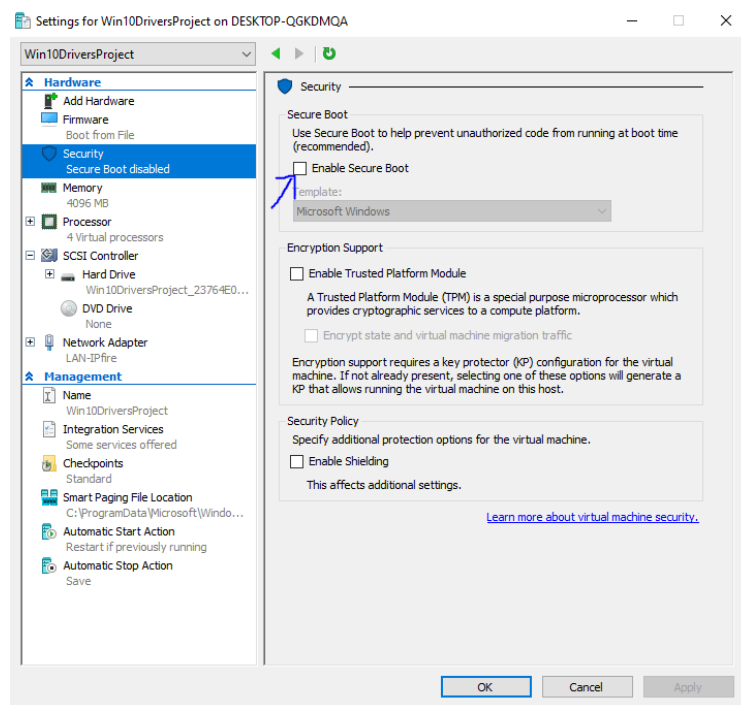 Settings for Win10DriversProject on DESKTOP-QGKDMQA
Win10DriversProject
Hardware
Add Hardware
Firmware
Boot from File
Security
Secure Boot disabled
Memory
4096 MB
Processor
4 Virtual processors
SCSI Controller
Hard Drive
Win10DriversProject_23764E0...
DVD Drive
None
Network Adapter
LAN-IPfire
Management
Name
Win10DriversProject
Integration Services
Some services offered
Checkpoints
Standard
Smart Paging File Location
C:\ProgramData\Microsoft\Windo...
Automatic Start Action
Restart if previously running
Automatic Stop Action
Save
Security
Secure Boot
Use Secure Boot to help prevent unauthorized code from running at boot time
(recommended).
Enable Secure Boot
Template:
Microsoft Windows
Encryption Support
Enable Trusted Platform Module
A Trusted Platform Module (TPM) is a special purpose microprocessor which
provides cryptographic services to a compute platform.
Encrypt state and virtual machine migration traffic
Encryption support requires a key protector (KP) configuration for the virtual
machine. If not already present, selecting one of these options will generate a
KP that allows running the virtual machine on this host.
Security Policy
Specify additional protection options for the virtual machine.
Enable Shielding
This affects additional settings.
Learn more about virtual machine security.
OK
Cancel
Apply